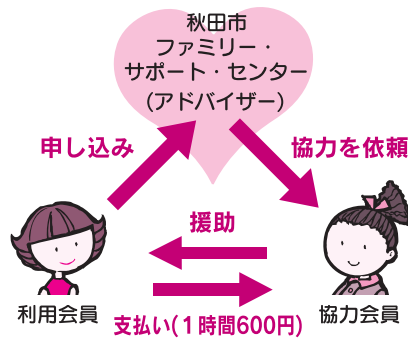 秋田市
ファミリー・
サポート・センター
(アドバイザー)
申し込み
協力を依頼
援助
利用会員
協力会員
支払い(１時間600円)